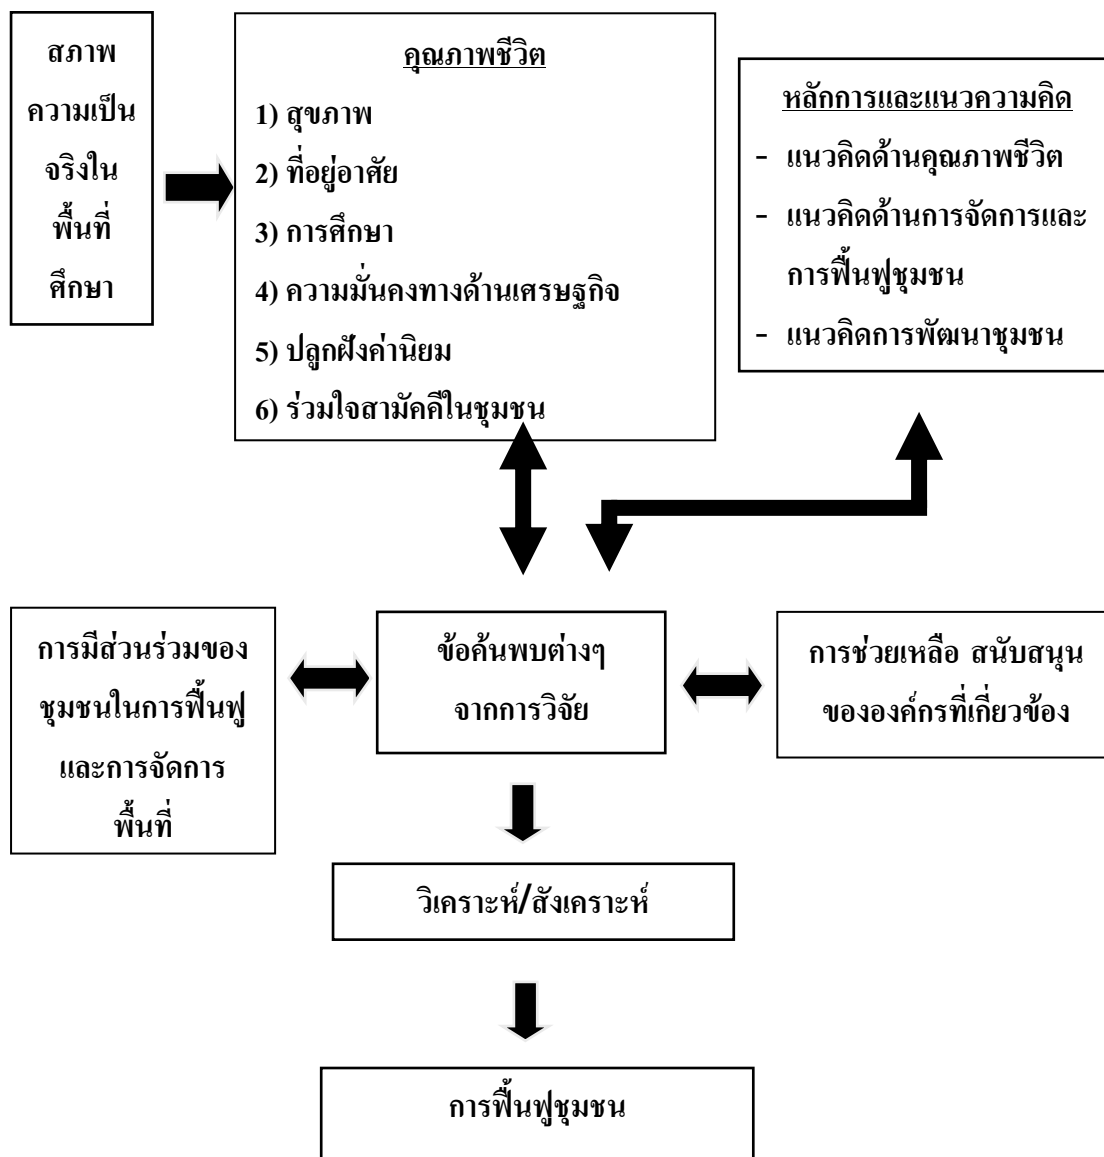 สภาพ
ความเป็น
จริงใน
พื้นที่
ศึกษา
คุณภาพชีวิต
1) สุขภาพ
2) ที่อยู่อาศัย
3) การศึกษา
4) ความมั่นคงทางด้านเศรษฐกิจ
5) ปลูกฝังค่านิยม
6) ร่วมใจสามัคคีในชุมชน
หลักการและแนวความคิด
- แนวคิดด้านคุณภาพชีวิต
- แนวคิดด้านการจัดการและ
การฟื้นฟูชุมชน
- แนวคิดการพัฒนาชุมชน
การมีส่วนร่วมของ
ชุมชนในการฟื้นฟู
และการจัดการ
พื้นที่
ข้อค้นพบต่างๆ
จากการวิจัย
การช่วยเหลือ สนับสนุน
ขององค์กรที่เกี่ยวข้อง
วิเคราะห์/สังเคราะห์
การฟื้นฟูชุมชน